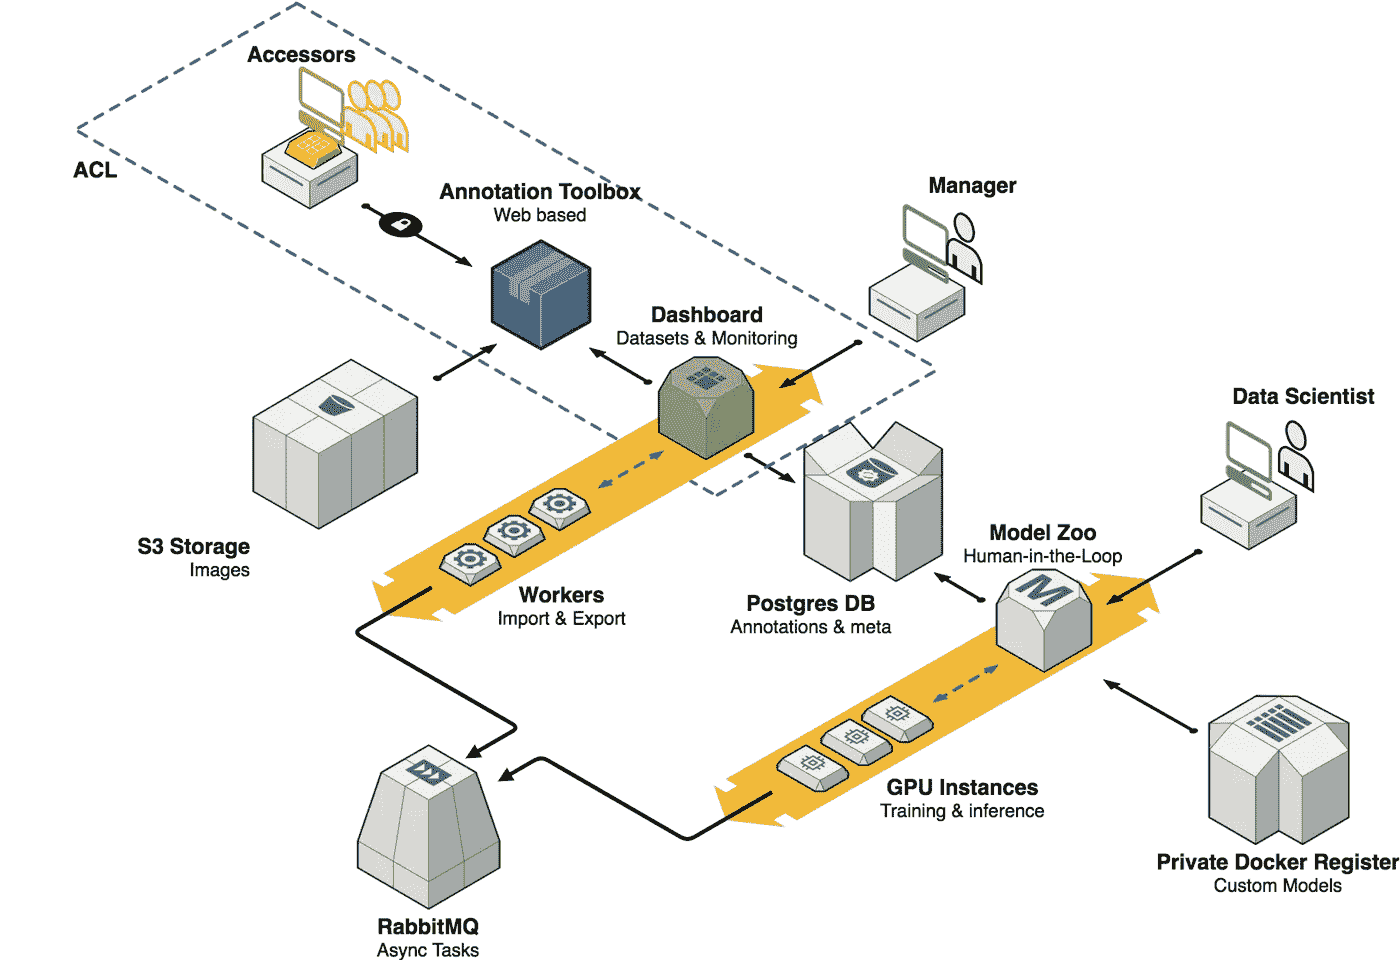 Accessors
ACL
Annotation Toolbox
Web based
Manager
Dashboard
Datasets & Monitoring
Data Scientist
S3 Storage
Images
Workers
Import & Export
Postgres DB
Annotations & meta
Model Zoo
Human-in-the-Loop
M
GPU Instances
Training & inference
Private Docker Register
Custom Models
RabbitMQ
Async Tasks